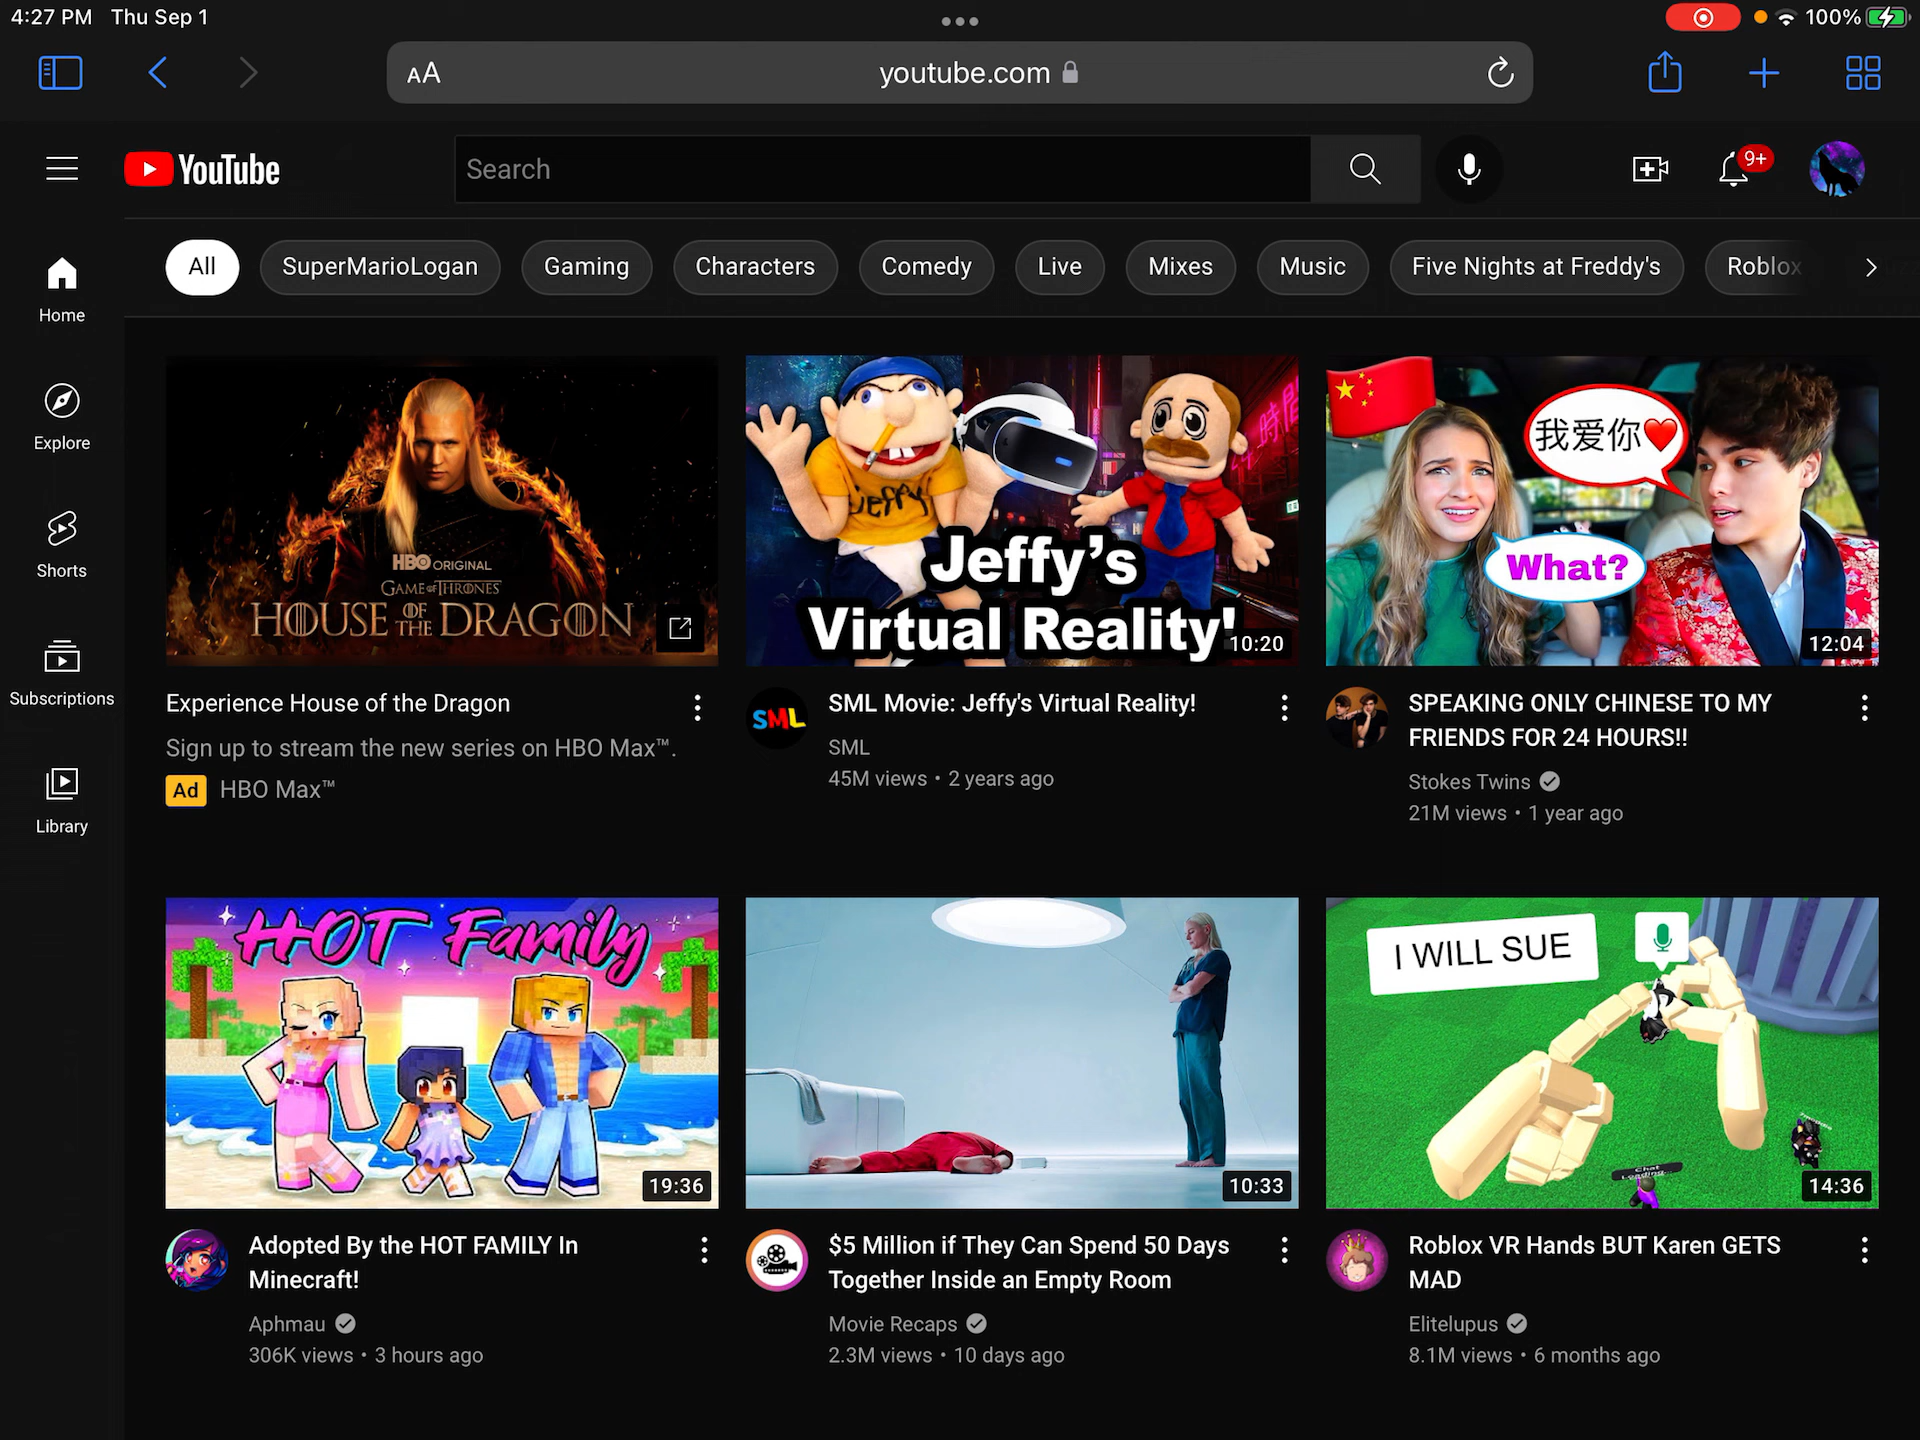 4:27 PM Thu Sep 1
100%
AA
youtube.com
YouTube
Search
9+
All
SuperMarioLogan
Gaming
Characters
Comedy
Live
Mixes
Music
Five Nights at Freddy's
Roblox
Home
Explore
Shorts
Subscriptions
Library
HBO ORIGINAL
GAME OF THRONES
HOUSE OF THE DRAGON
Experience House of the Dragon
Sign up to stream the new series on HBO Max™.
Ad HBO Max™
JEFFY
時間
Jeffy's
Virtual Reality!
10:20
SML
SML Movie: Jeffy's Virtual Reality!
SML
45M views • 2 years ago
我爱你
What?
12:04
SPEAKING ONLY CHINESE TO MY
FRIENDS FOR 24 HOURS!!
Stokes Twins
21M views • 1 year ago
HOT Family
19:36
Adopted By the HOT FAMILY In
Minecraft!
Aphmau
306K views • 3 hours ago
10:33
$5 Million if They Can Spend 50 Days
Together Inside an Empty Room
Movie Recaps
2.3M views • 10 days ago
I WILL SUE
Chat
Loading...
14:36
Roblox VR Hands BUT Karen GETS
MAD
Elitelupus
8.1M views • 6 months ago